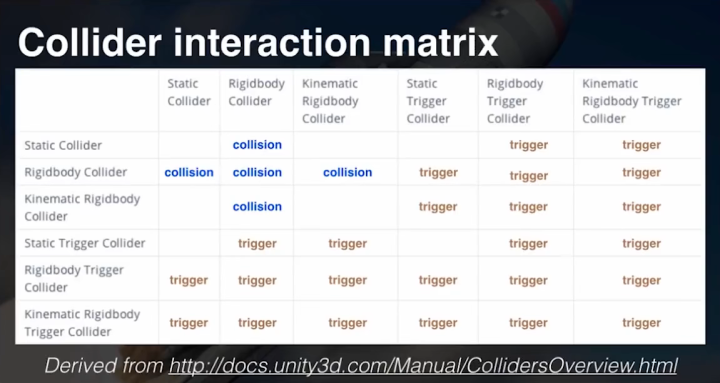 Collider interaction matrix
Static Collider Rigidbody Collider Kinematic Rigidbody Collider Static Trigger Collider Rigidbody Trigger Collider Kinematic Rigidbody Trigger Collider
Static Collider collision trigger trigger
Rigidbody Collider collision collision collision trigger trigger trigger
Kinematic Rigidbody Collider collision trigger trigger trigger
Static Trigger Collider trigger trigger trigger trigger
Rigidbody Trigger Collider trigger trigger trigger trigger trigger trigger
Kinematic Rigidbody Trigger Collider trigger trigger trigger trigger trigger trigger
Derived from http://docs.unity3d.com/Manual/CollidersOverview.html